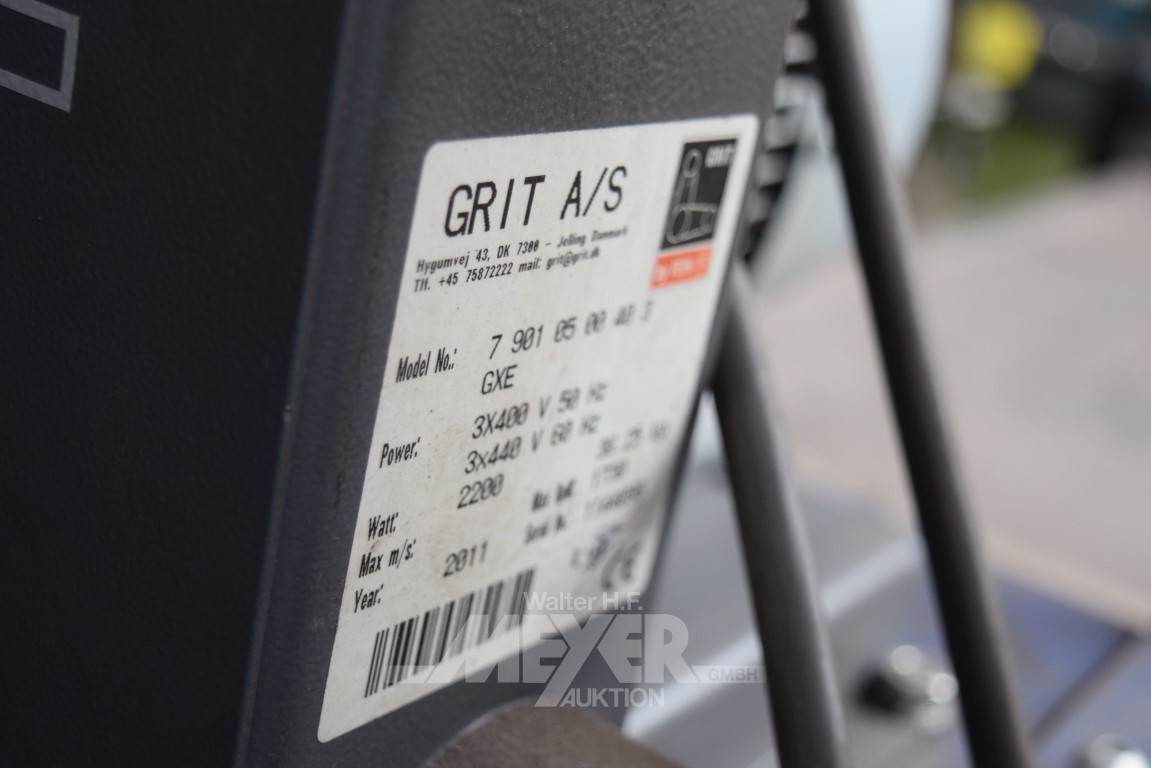 GRIT A/S
GRIT
Hygumvej 43, DK 7300 - Jelling Danmark
Tlf. +45 75872222 mail: grit@grit.dk
Model No.: 7 901 05 00 40 3
GXE
Power: 3X400 V 50 Hz
3x440 V 60 Hz
Watt: 2200
Max m/s:
Year: 2011
CE
Walter H.F.
MEYER
GMBH
AUKTION